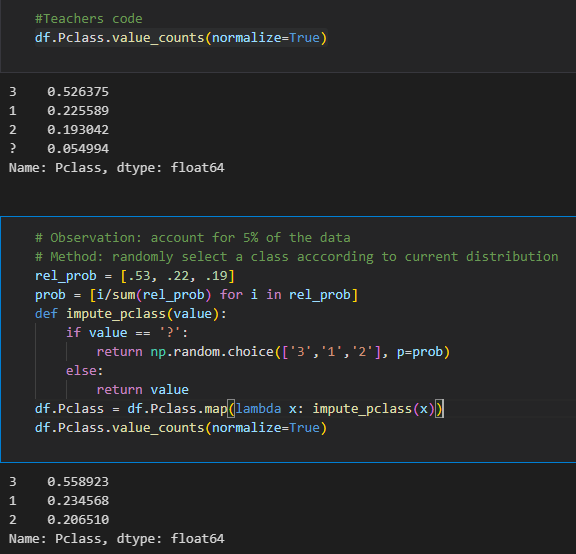 #Teachers code
df.Pclass.value_counts(normalize=True)
3    0.526375
1    0.225589
2    0.193042
?    0.054994
Name: Pclass, dtype: float64
# Observation: account for 5% of the data
# Method: randomly select a class acccording to current distribution
rel_prob = [.53, .22, .19]
prob = [i/sum(rel_prob) for i in rel_prob]
def impute_pclass(value):
    if value == '?':
        return np.random.choice(['3','1','2'], p=prob)
    else:
        return value
df.Pclass = df.Pclass.map(lambda x: impute_pclass(x))
df.Pclass.value_counts(normalize=True)
3    0.558923
1    0.234568
2    0.206510
Name: Pclass, dtype: float64